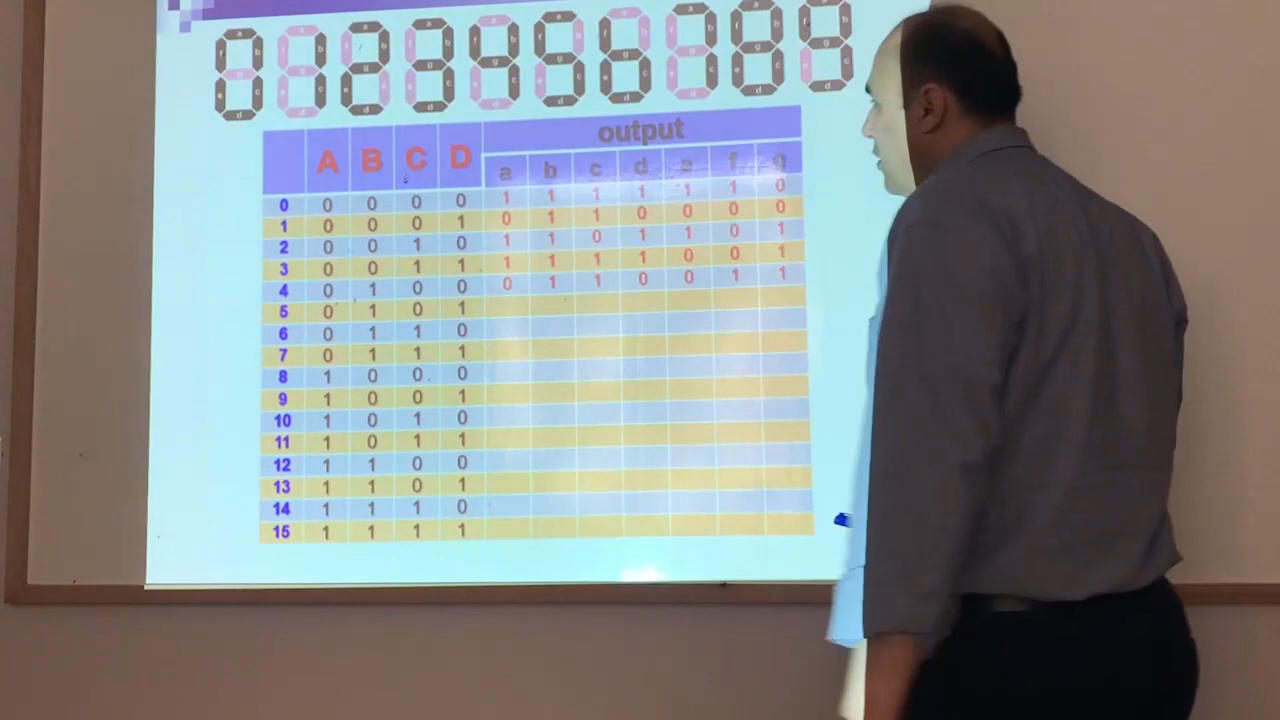 output
A B C D a b c d e f g
0 0 0 0 0 1 1 1 1 1 1 0
1 0 0 0 1 0 1 1 0 0 0 0
2 0 0 1 0 1 1 0 1 1 0 1
3 0 0 1 1 1 1 1 1 0 0 1
4 0 1 0 0 0 1 1 0 0 1 1
5 0 1 0 1
6 0 1 1 0
7 0 1 1 1
8 1 0 0 0
9 1 0 0 1
10 1 0 1 0
11 1 0 1 1
12 1 1 0 0
13 1 1 0 1
14 1 1 1 0
15 1 1 1 1